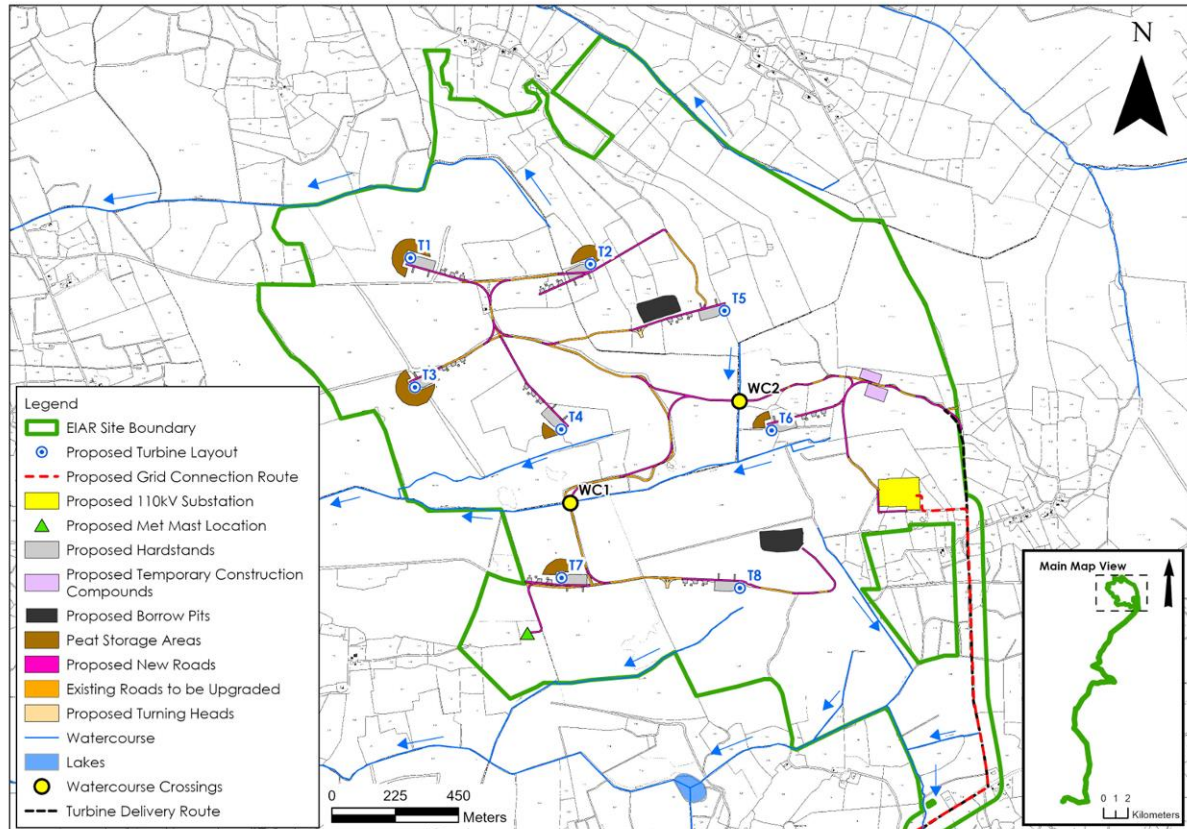 N
T1
T2
T5
T3
T4
WC2
T6
WC1
T7
T8
Legend
EIAR Site Boundary
Proposed Turbine Layout
Proposed Grid Connection Route
Proposed 110kV Substation
Proposed Met Mast Location
Proposed Hardstands
Proposed Temporary Construction
Compounds
Proposed Borrow Pits
Peat Storage Areas
Proposed New Roads
Existing Roads to be Upgraded
Proposed Turning Heads
Watercourse
Lakes
Watercourse Crossings
Turbine Delivery Route
0 225 450
Meters
Main Map View
0 1 2
Kilometers